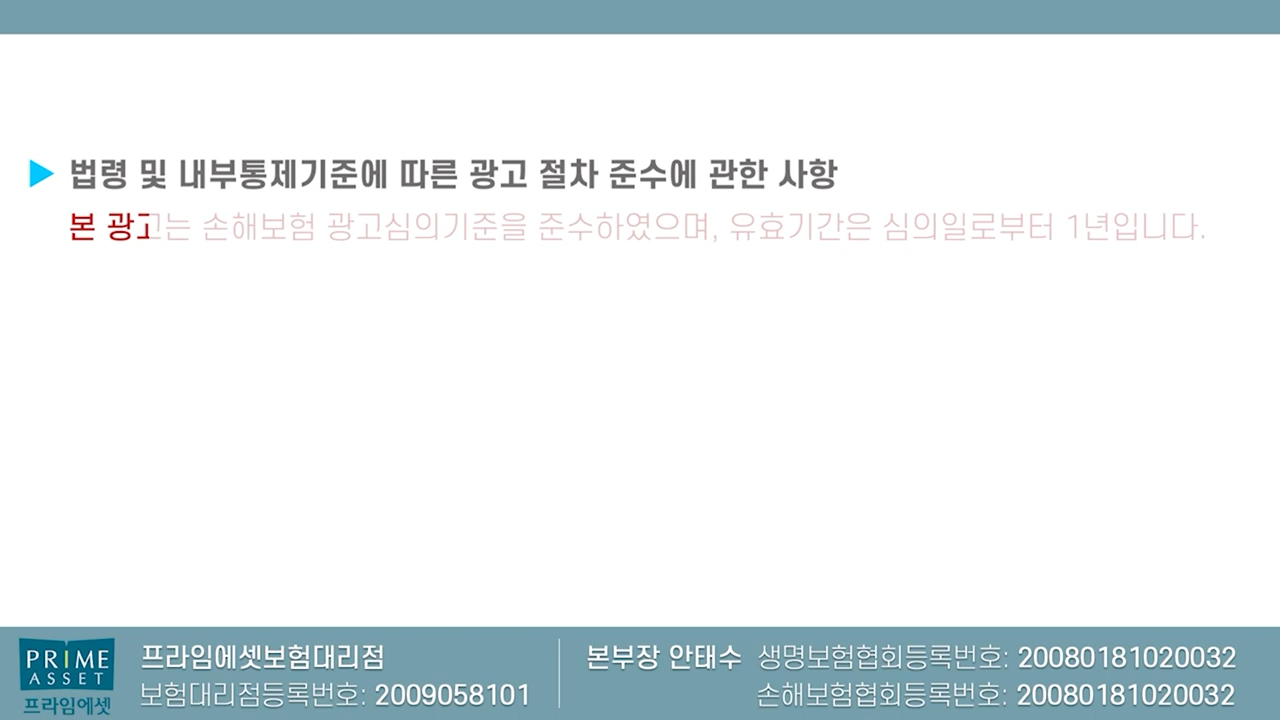 ▶ 법령 및 내부통제기준에 따른 광고 절차 준수에 관한 사항
본 광고는 손해보험 광고심의기준을 준수하였으며, 유효기간은 심의일로부터 1년입니다.
PRIME
ASSET
프라임에셋
프라임에셋보험대리점
보험대리점등록번호: 2009058101
본부장 안태수 생명보험협회등록번호: 20080181020032
손해보험협회등록번호: 20080181020032